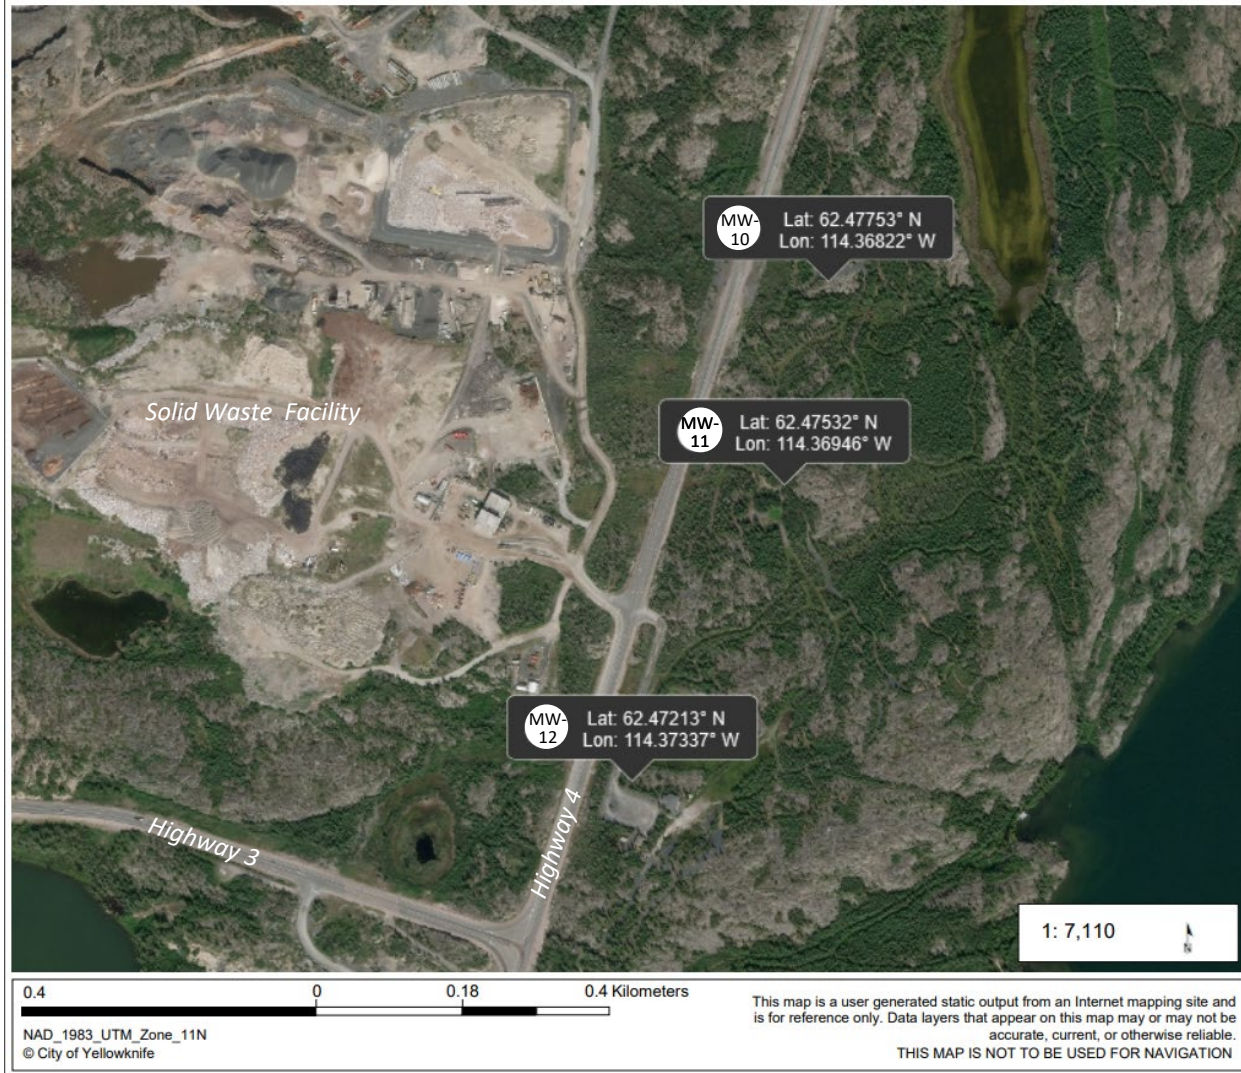 MW-
10
Lat: 62.47753° N
Lon: 114.36822° W
Solid Waste Facility
MW-
11
Lat: 62.47532° N
Lon: 114.36946° W
MW-
12
Lat: 62.47213° N
Lon: 114.37337° W
Highway 3
Highway 4
1: 7,110
N
0.4
0
0.18
0.4 Kilometers
NAD_1983_UTM_Zone_11N
© City of Yellowknife
This map is a user generated static output from an Internet mapping site and
is for reference only. Data layers that appear on this map may or may not be
accurate, current, or otherwise reliable.
THIS MAP IS NOT TO BE USED FOR NAVIGATION